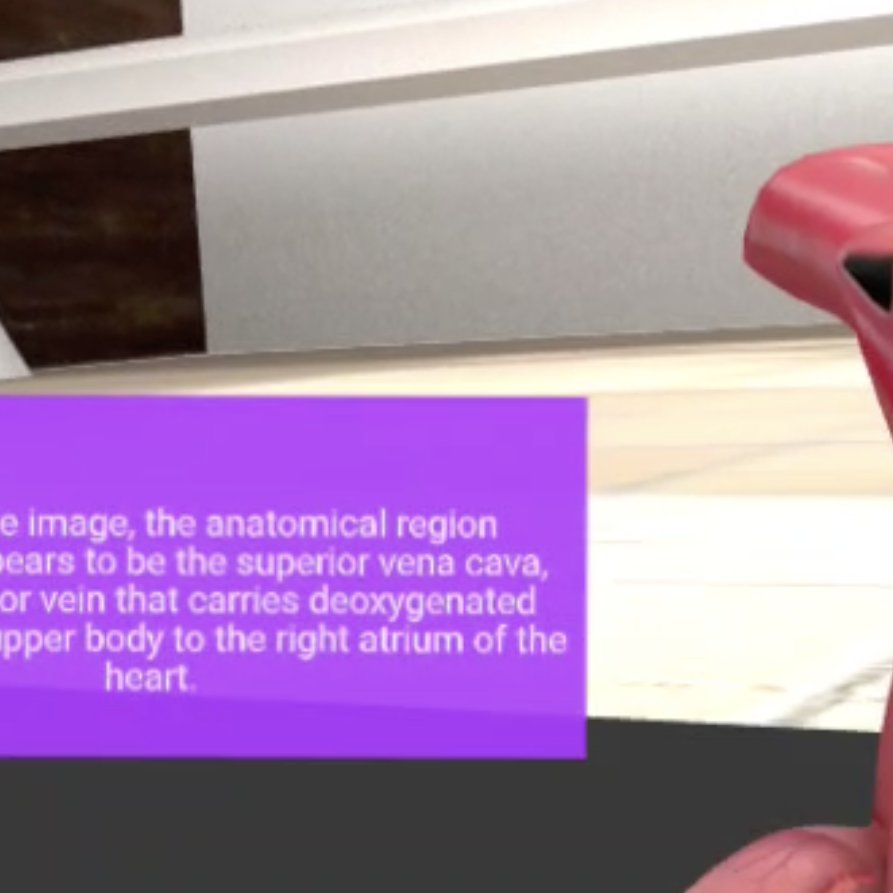 e image, the anatomical region
pears to be the superior vena cava,
or vein that carries deoxygenated
upper body to the right atrium of the
heart.